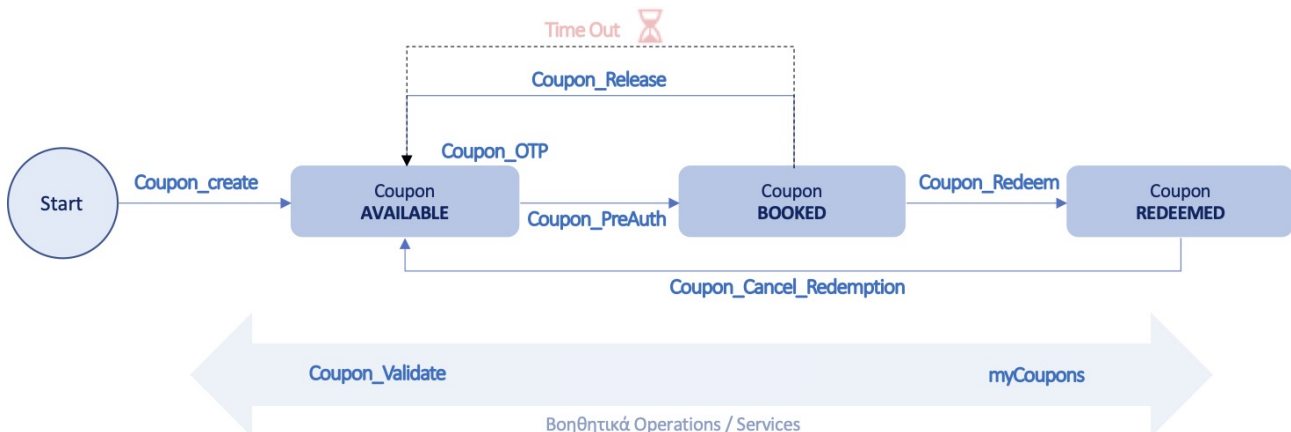 Time Out
Coupon_Release
Coupon_OTP
Coupon_create
Start
Coupon
AVAILABLE
Coupon_PreAuth
Coupon
BOOKED
Coupon_Redeem
Coupon
REDEEMED
Coupon_Cancel_Redemption
Coupon_Validate
myCoupons
Βοηθητικά Operations / Services